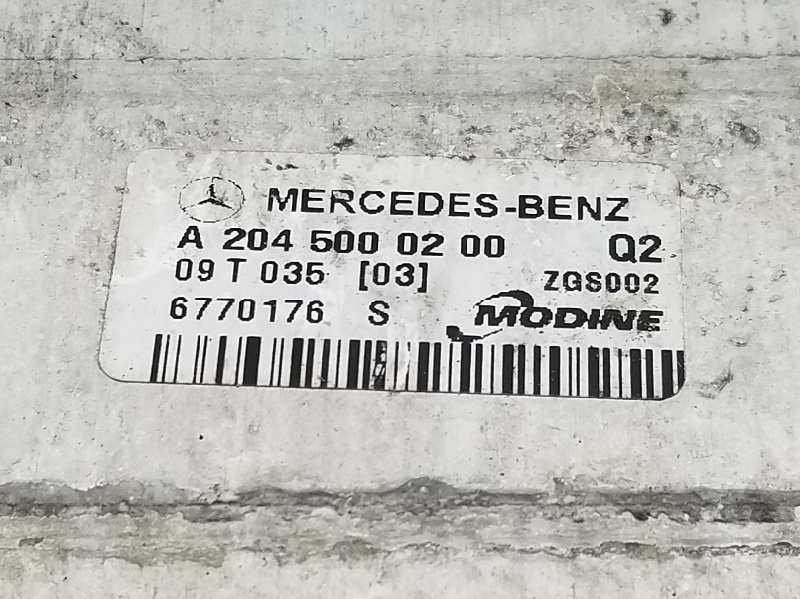 MERCEDES-BENZ
A 204 500 02 00 Q2
09 T 035 [03] ZGS002
6770176 S MODINE